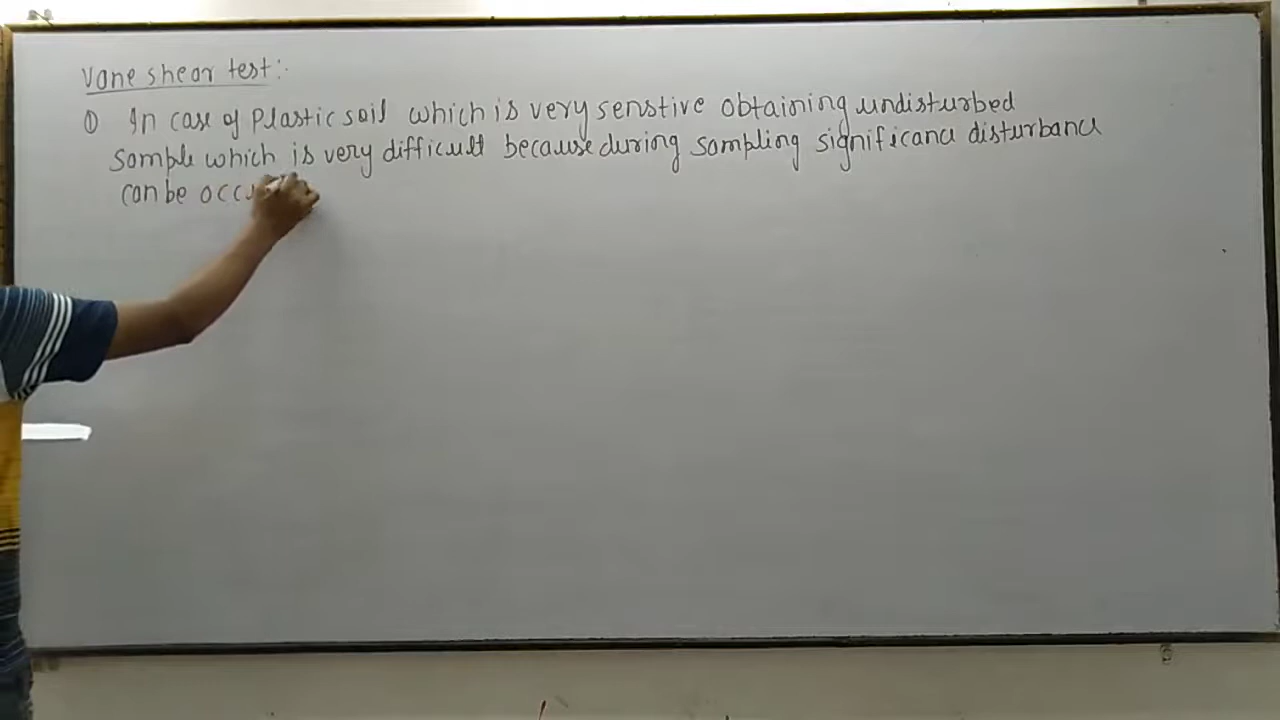 Vane shear test:-
① In case of Plastic soil which is very senstive obtaining undisturbed
sample which is very difficult because during sampling significance disturbance
can be